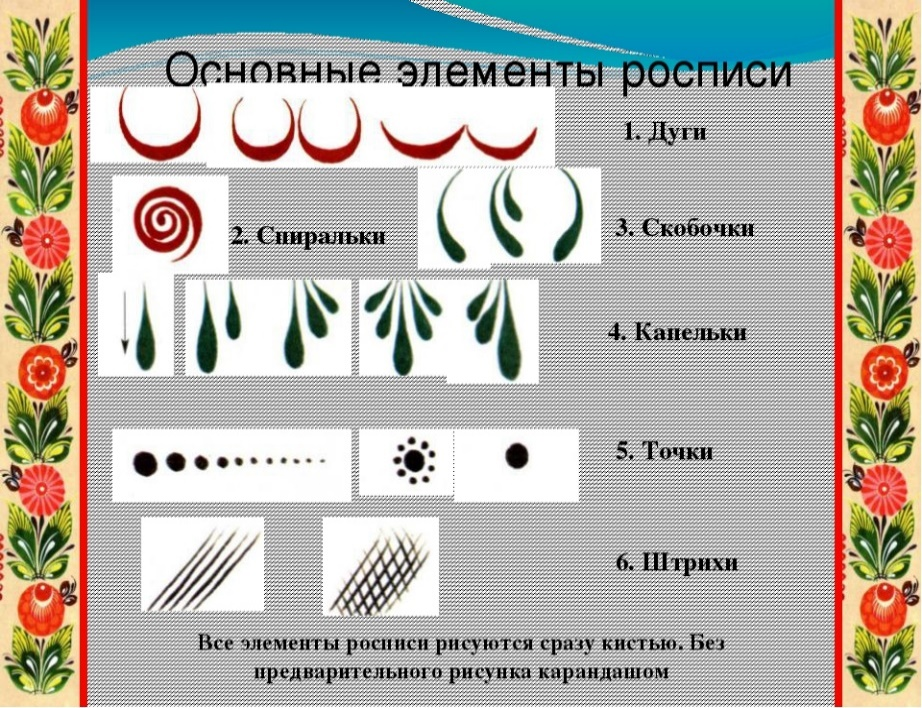 Основные элементы росписи
1. Дуги
2. Спиральки
3. Скобочки
4. Капельки
5. Точки
6. Штрихи
Все элементы росписи рисуются сразу кистью. Без
предварительного рисунка карандашом